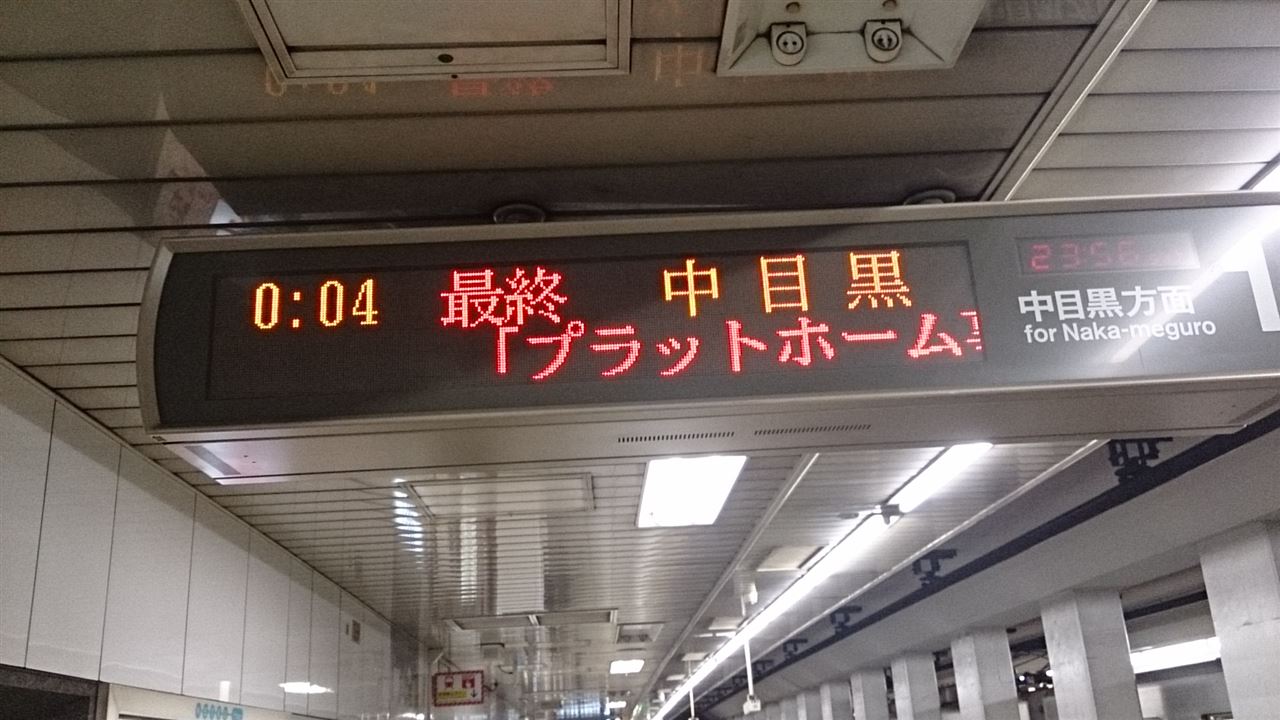 0:04 最終 中目黒
「プラットホーム
23:56
中目黒方面
for Naka-meguro
1